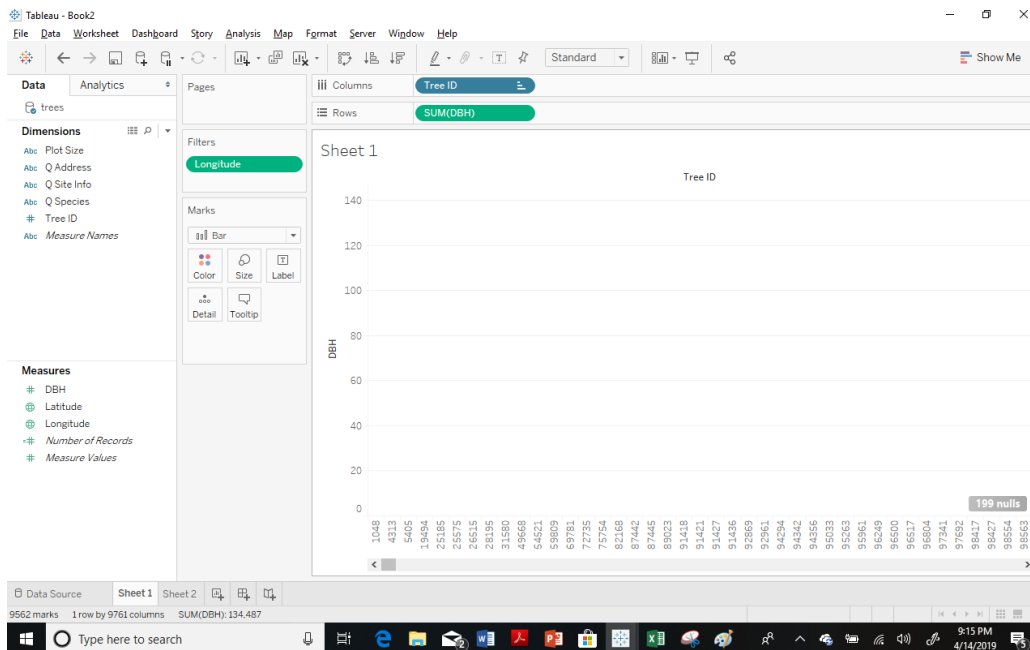 Tableau - Book2
File Data Worksheet Dashboard Story Analysis Map Format Server Window Help
Standard
Show Me
Data Analytics
trees
Dimensions
Abc Plot Size
Abc Q Address
Abc Q Site Info
Abc Q Species
# Tree ID
Abc Measure Names
Measures
# DBH
Latitude
Longitude
=# Number of Records
# Measure Values
Pages
Filters
Longitude
Marks
Bar
Color Size Label
Detail Tooltip
Columns Tree ID
Rows SUM(DBH)
Sheet 1
Tree ID
DBH
140
120
100
80
60
40
20
0
199 nulls
1048
4313
5405
19494
25185
25575
26515
28195
31580
49668
54521
59809
69781
72735
75754
82168
87442
87445
89023
91418
91421
91427
91436
92869
92961
94294
94342
94356
95033
95263
95961
96249
96500
96517
96804
97341
97692
98417
98427
98554
98563
Data Source Sheet 1 Sheet 2
9562 marks 1 row by 9761 columns SUM(DBH): 134,487
Type here to search
9:15 PM
4/14/2019